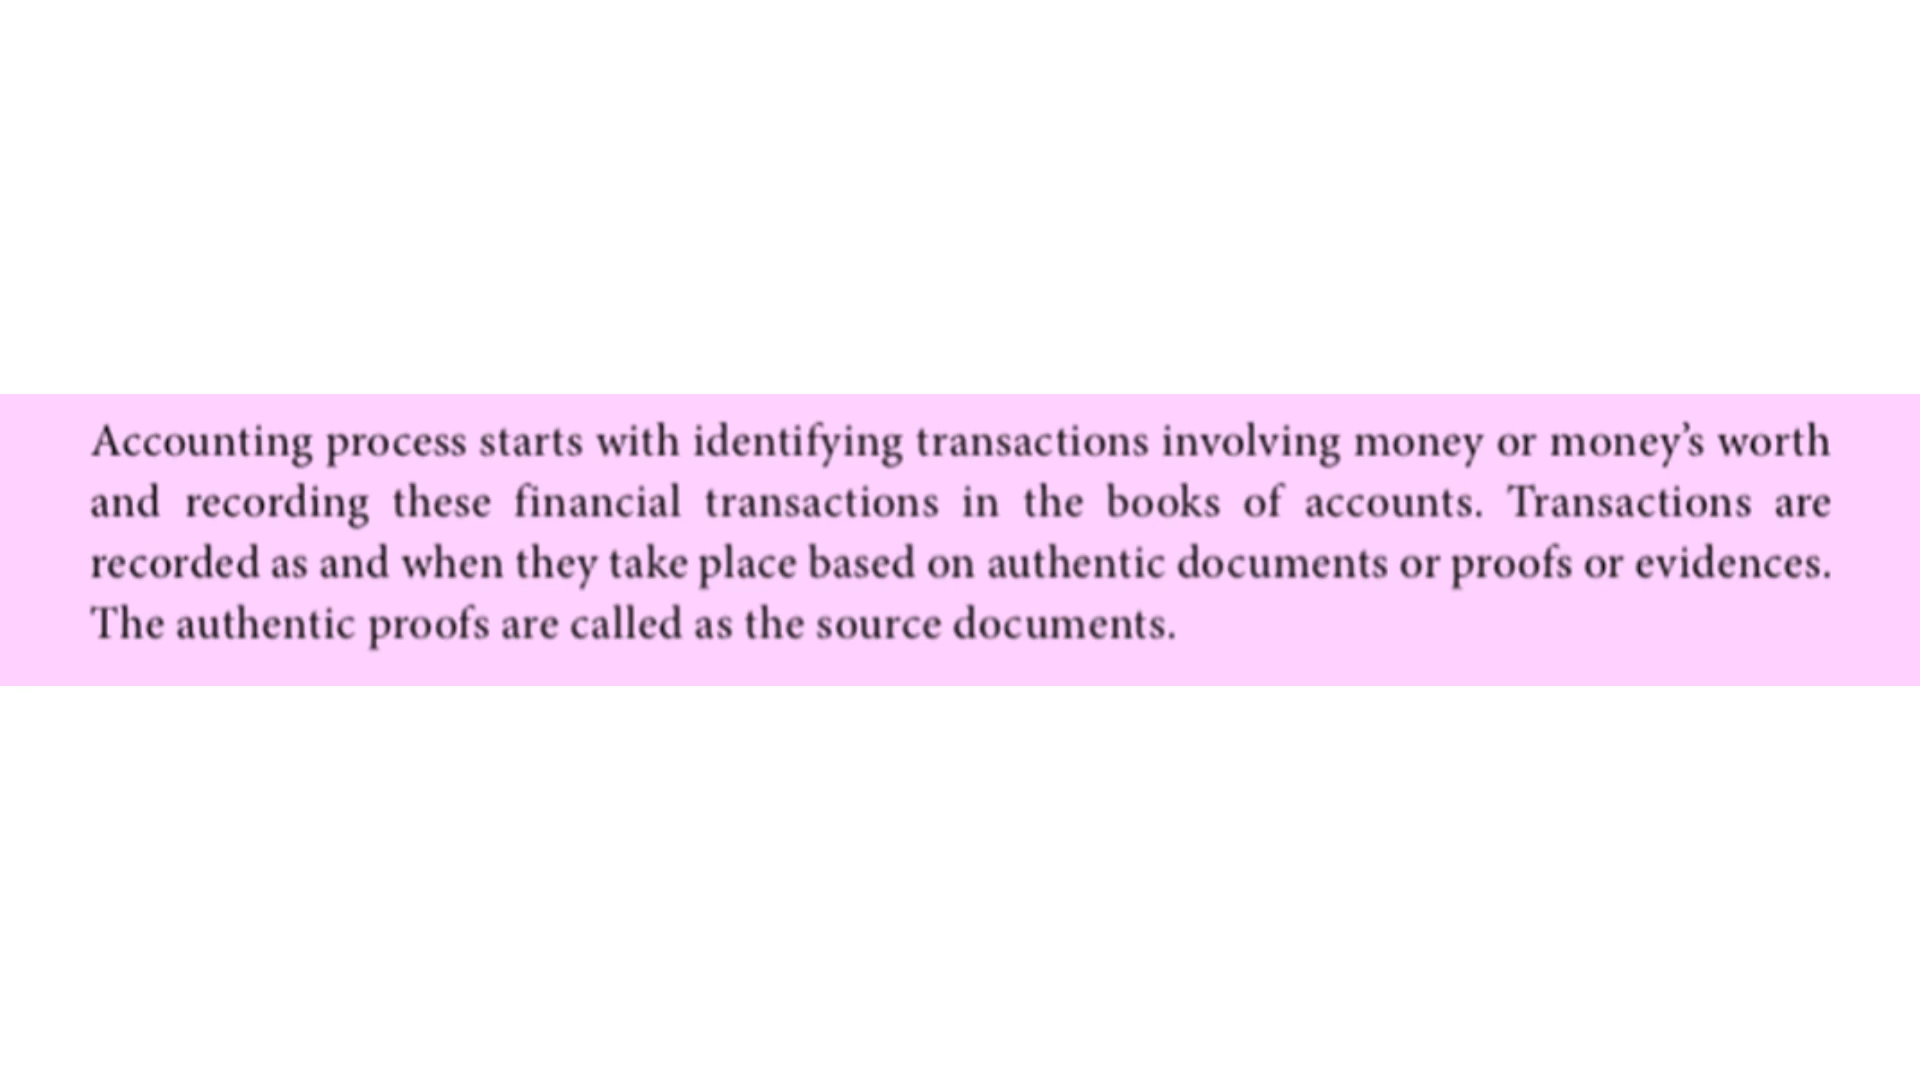 Accounting process starts with identifying transactions involving money or money’s worth
and recording these financial transactions in the books of accounts. Transactions are
recorded as and when they take place based on authentic documents or proofs or evidences.
The authentic proofs are called as the source documents.